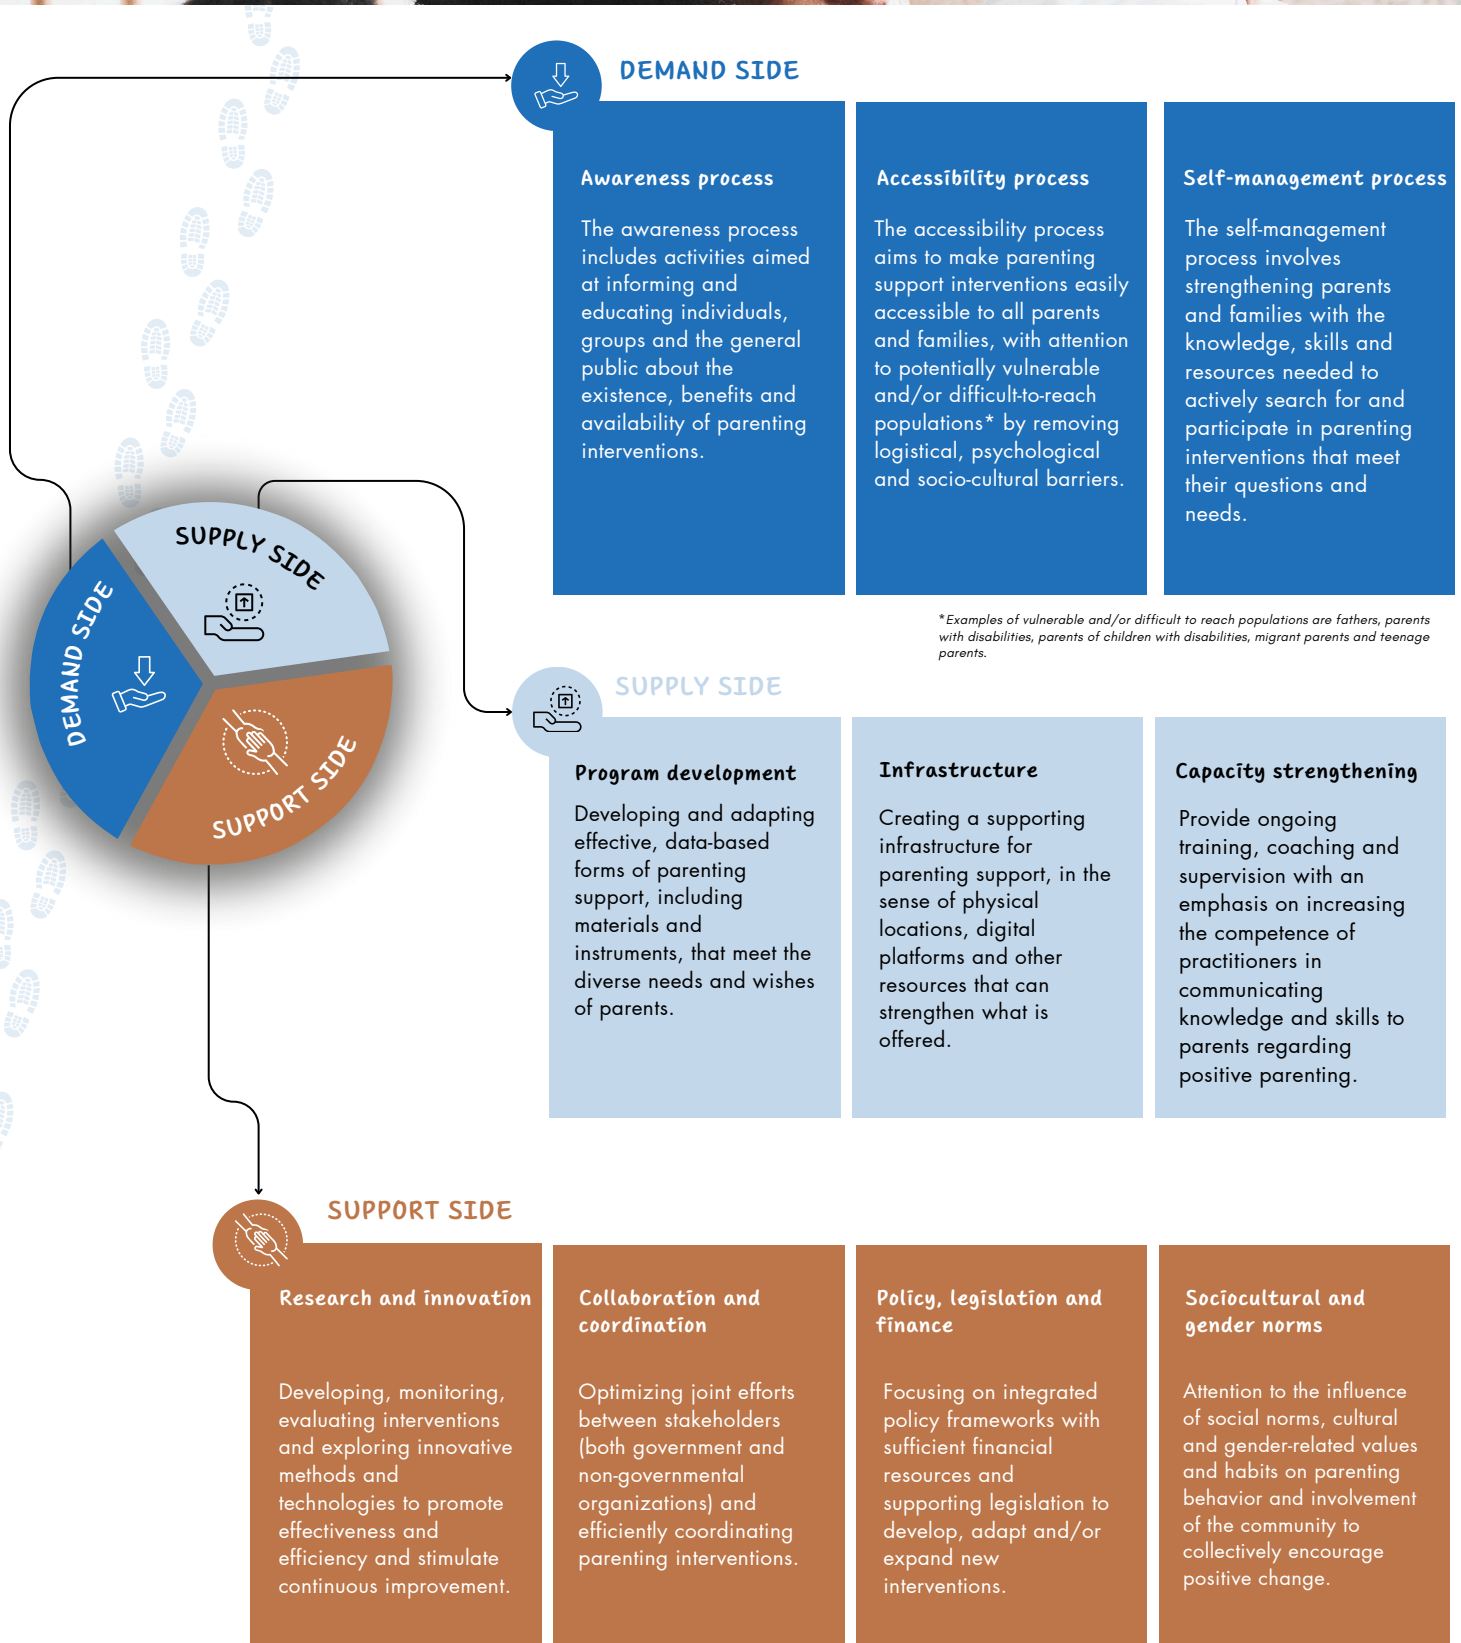 DEMAND SIDE
Awareness process
The awareness process
includes activities aimed
at informing and
educating individuals,
groups and the general
public about the
existence, benefits and
availability of parenting
interventions.
Accessibility process
The accessibility process
aims to make parenting
support interventions easily
accessible to all parents
and families, with attention
to potentially vulnerable
and/or difficult-to-reach
populations* by removing
logistical, psychological
and socio-cultural barriers.
Self-management process
The self-management
process involves
strengthening parents
and families with the
knowledge, skills and
resources needed to
actively search for and
participate in parenting
interventions that meet
their questions and
needs.
*Examples of vulnerable and/or difficult to reach populations are fathers, parents
with disabilities, parents of children with disabilities, migrant parents and teenage
parents.
SUPPLY SIDE
DEMAND SIDE
SUPPORT SIDE
SUPPLY SIDE
Program development
Developing and adapting
effective, data-based
forms of parenting
support, including
materials and
instruments, that meet the
diverse needs and wishes
of parents.
Infrastructure
Creating a supporting
infrastructure for
parenting support, in the
sense of physical
locations, digital
platforms and other
resources that can
strengthen what is
offered.
Capacity strengthening
Provide ongoing
training, coaching and
supervision with an
emphasis on increasing
the competence of
practitioners in
communicating
knowledge and skills to
parents regarding
positive parenting.
SUPPORT SIDE
Research and innovation
Developing, monitoring,
evaluating interventions
and exploring innovative
methods and
technologies to promote
effectiveness and
efficiency and stimulate
continuous improvement.
Collaboration and
coordination
Optimizing joint efforts
between stakeholders
(both government and
non-governmental
organizations) and
efficiently coordinating
parenting interventions.
Policy, legislation and
finance
Focusing on integrated
policy frameworks with
sufficient financial
resources and
supporting legislation to
develop, adapt and/or
expand new
interventions.
Sociocultural and
gender norms
Attention to the influence
of social norms, cultural
and gender-related values
and habits on parenting
behavior and involvement
of the community to
collectively encourage
positive change.